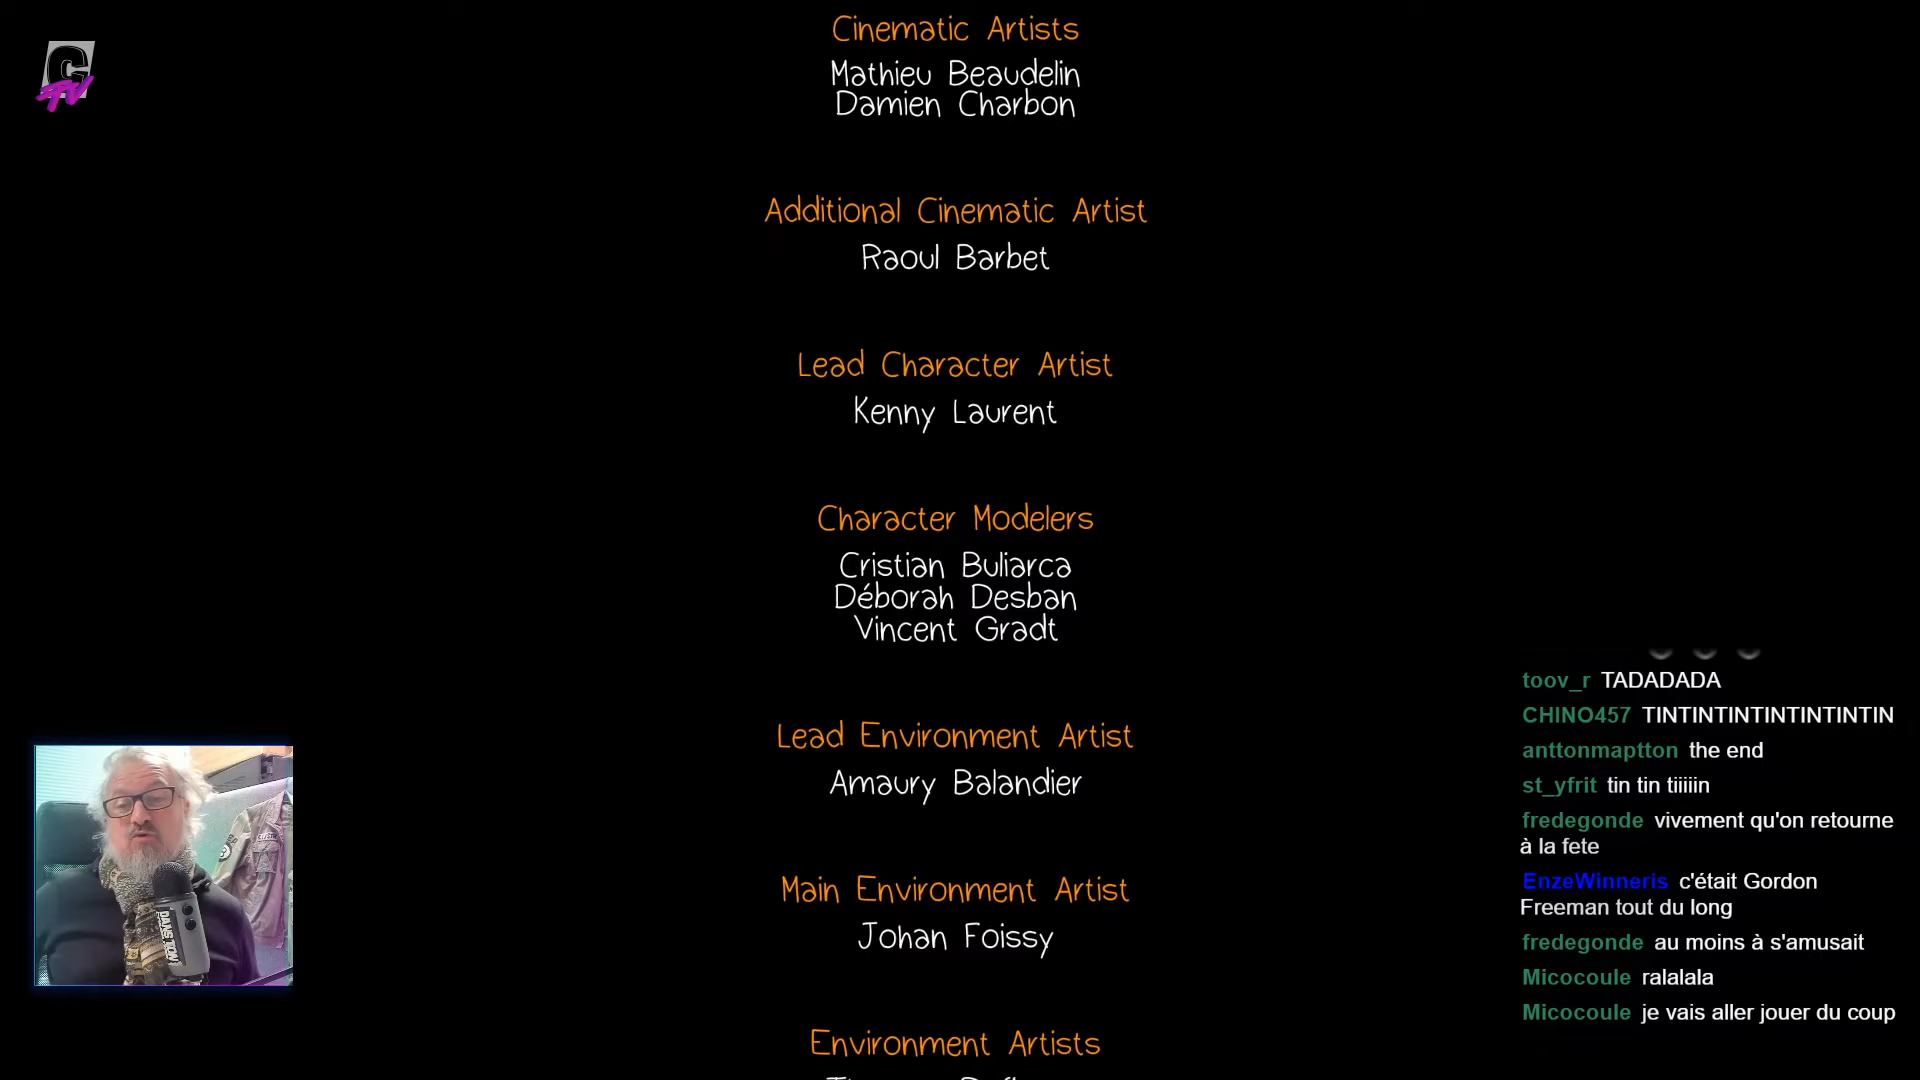 C
TV
Cinematic Artists
Mathieu Beaudelin
Damien Charbon
Additional Cinematic Artist
Raoul Barbet
Lead Character Artist
Kenny Laurent
Character Modelers
Cristian Buliarca
Déborah Desban
Vincent Gradt
Lead Environment Artist
Amaury Balandier
Main Environment Artist
Johan Foissy
Environment Artists
toov_r TADADADA
CHINO457 TINTINTINTINTINTINTIN
anttonmaptton the end
st_yfrit tin tin tiiiiin
fredegonde vivement qu'on retourne
à la fete
EnzeWinneris c'était Gordon
Freeman tout du long
fredegonde au moins à s'amusait
Micocoule ralalala
Micocoule je vais aller jouer du coup